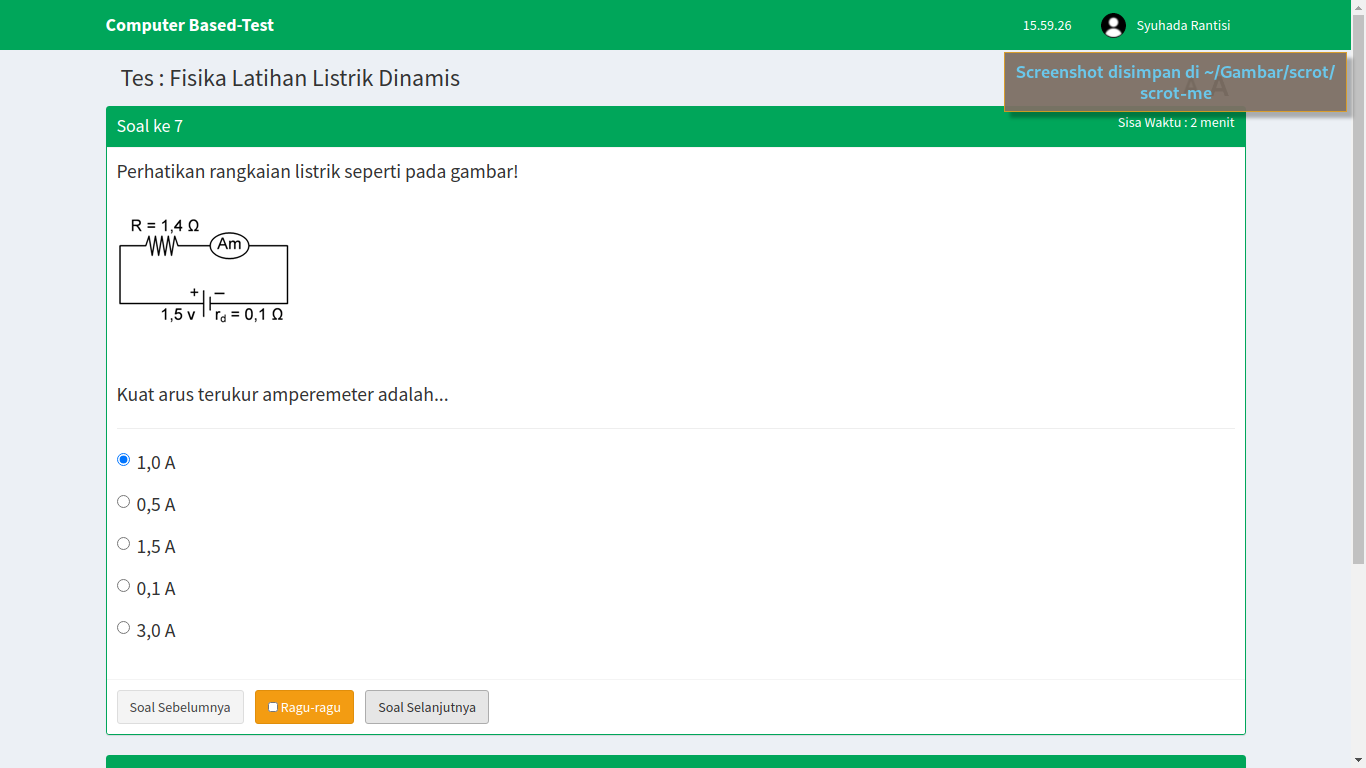 Computer Based-Test
15.59.26
Syuhada Rantisi
Tes : Fisika Latihan Listrik Dinamis
Screenshot disimpan di ~/Gambar/scrot/
scrot-me
Soal ke 7
Sisa Waktu : 2 menit
Perhatikan rangkaian listrik seperti pada gambar!
R = 1,4 Ω
Am
+ −
1,5 v
rd = 0,1 Ω
Kuat arus terukur amperemeter adalah...
1,0 A
0,5 A
1,5 A
0,1 A
3,0 A
Soal Sebelumnya
Ragu-ragu
Soal Selanjutnya